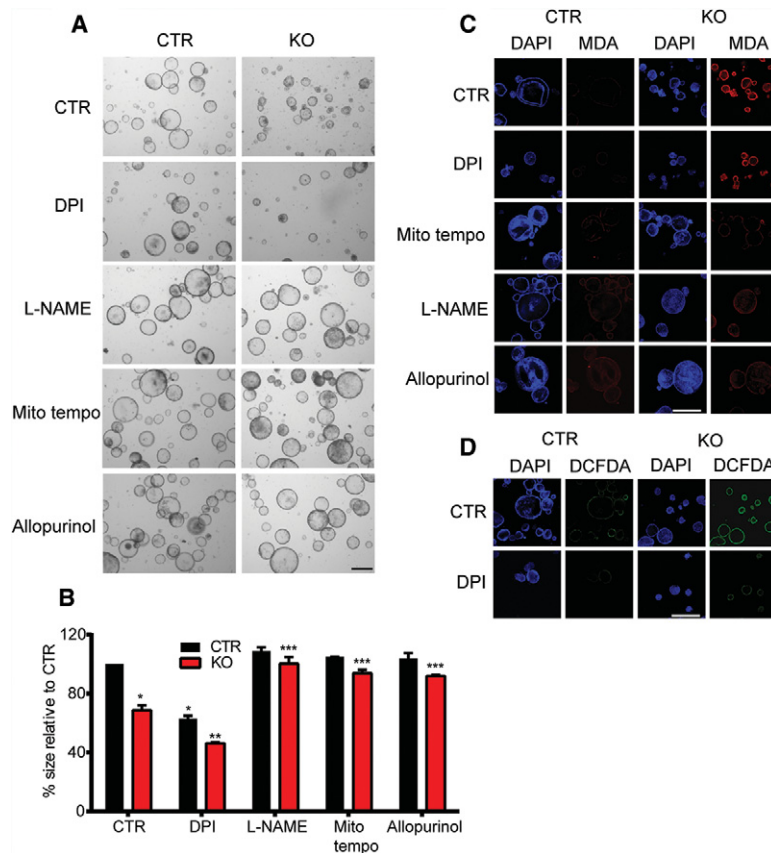 A
CTR KO
CTR
DPI
L-NAME
Mito tempo
Allopurinol
B
% size relative to CTR
120
80
40
0
CTR
KO
*
*
**
***
***
***
CTR DPI L-NAME Mito tempo Allopurinol
C
CTR KO
DAPI MDA DAPI MDA
CTR
DPI
Mito tempo
L-NAME
Allopurinol
D
CTR KO
DAPI DCFDA DAPI DCFDA
CTR
DPI